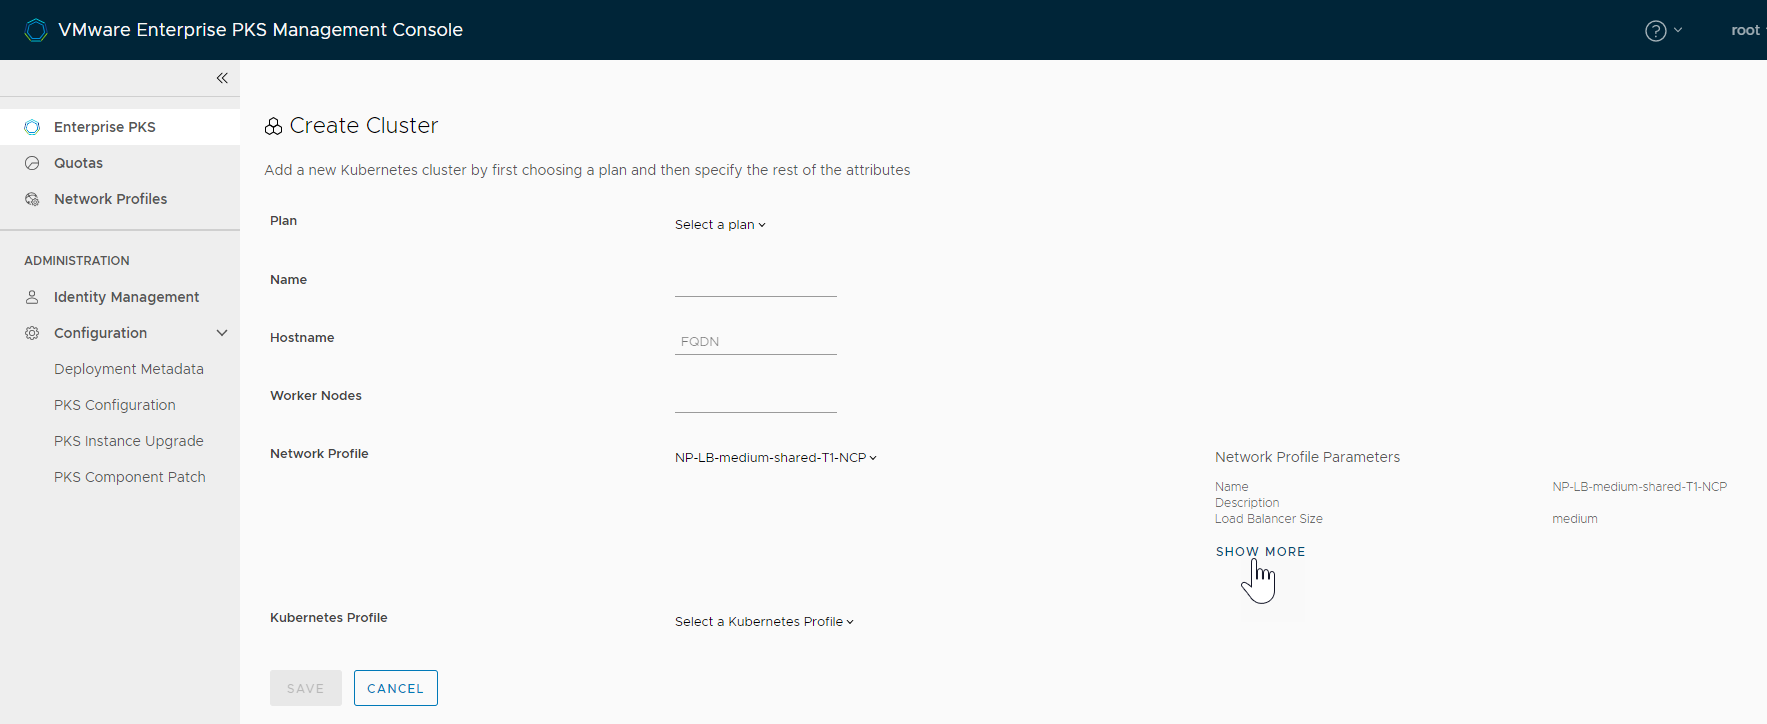 VMware Enterprise PKS Management Console
root
Enterprise PKS
Quotas
Network Profiles
ADMINISTRATION
Identity Management
Configuration
Deployment Metadata
PKS Configuration
PKS Instance Upgrade
PKS Component Patch
Create Cluster
Add a new Kubernetes cluster by first choosing a plan and then specify the rest of the attributes
Plan
Select a plan
Name
Hostname
FQDN
Worker Nodes
Network Profile
NP-LB-medium-shared-T1-NCP
Network Profile Parameters
Name NP-LB-medium-shared-T1-NCP
Description
Load Balancer Size medium
SHOW MORE
Kubernetes Profile
Select a Kubernetes Profile
SAVE
CANCEL